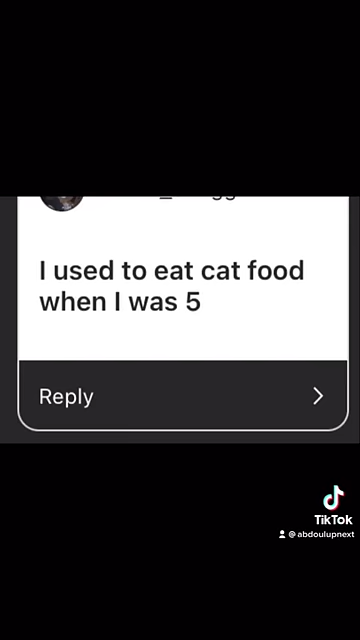 I used to eat cat food
when I was 5
Reply
TikTok
@abdoulupnext